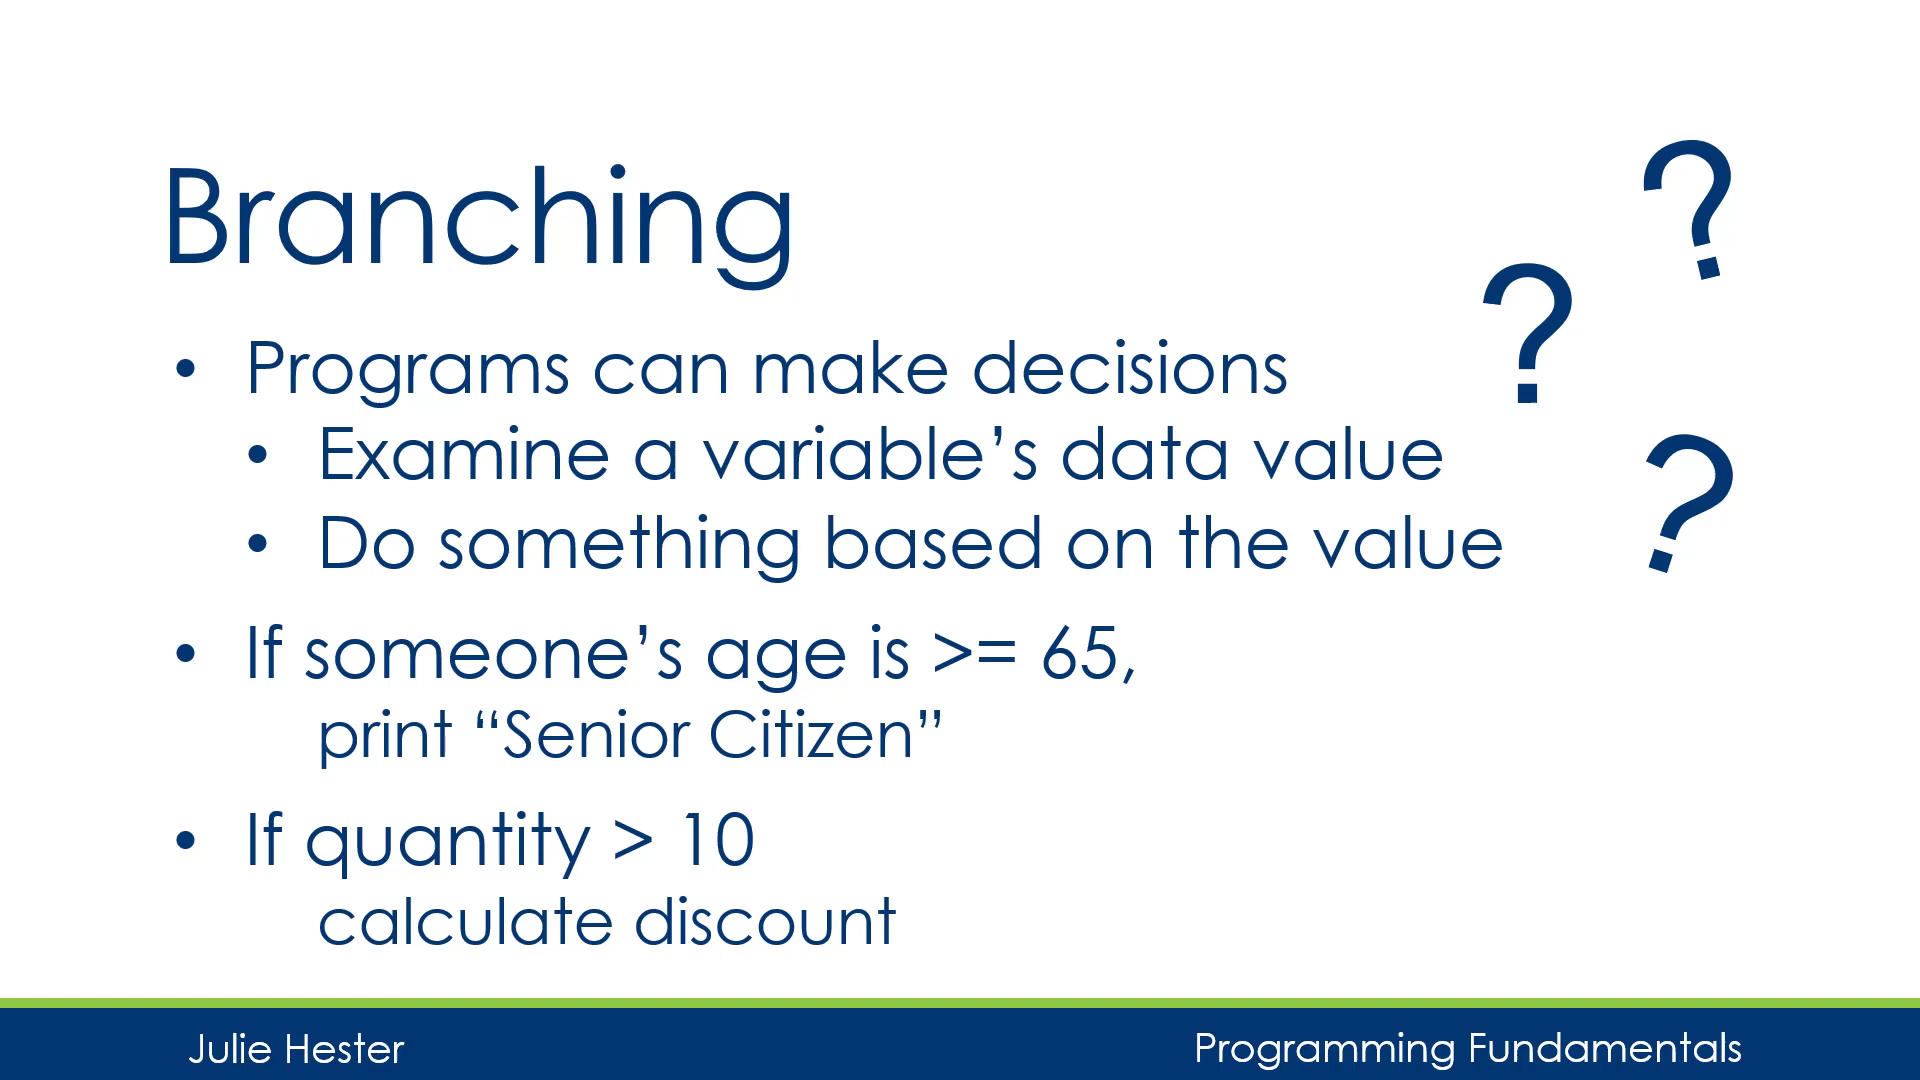 Branching
• Programs can make decisions
• Examine a variable’s data value
• Do something based on the value
• If someone’s age is >= 65,
print “Senior Citizen”
• If quantity > 10
calculate discount
?
?
?
Julie Hester
Programming Fundamentals